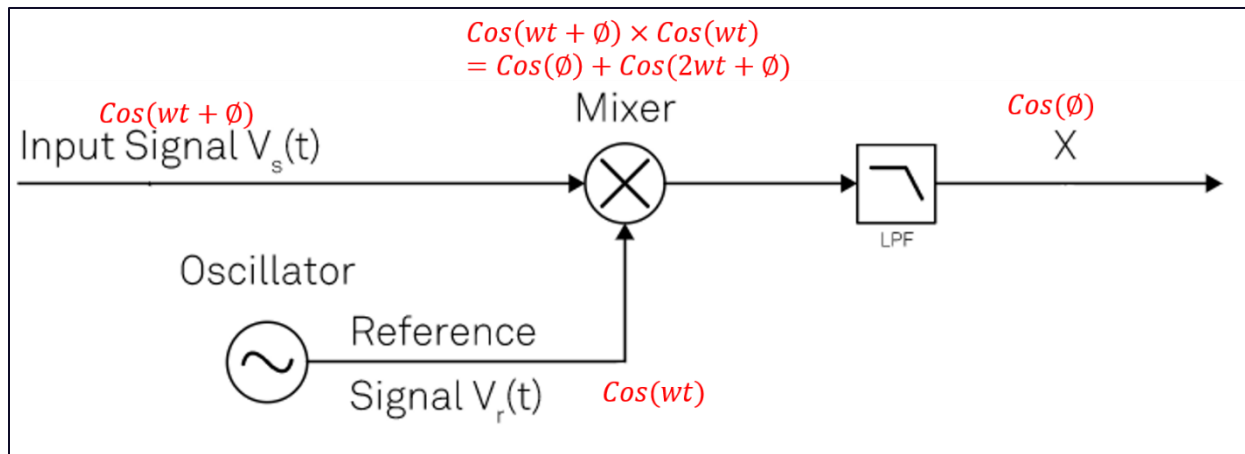 Cos(wt + ∅) × Cos(wt)
= Cos(∅) + Cos(2wt + ∅)
Cos(wt + ∅)
Mixer
Cos(∅)
Input Signal Vs(t)
X
LPF
Oscillator
Reference
Signal Vr(t)
Cos(wt)